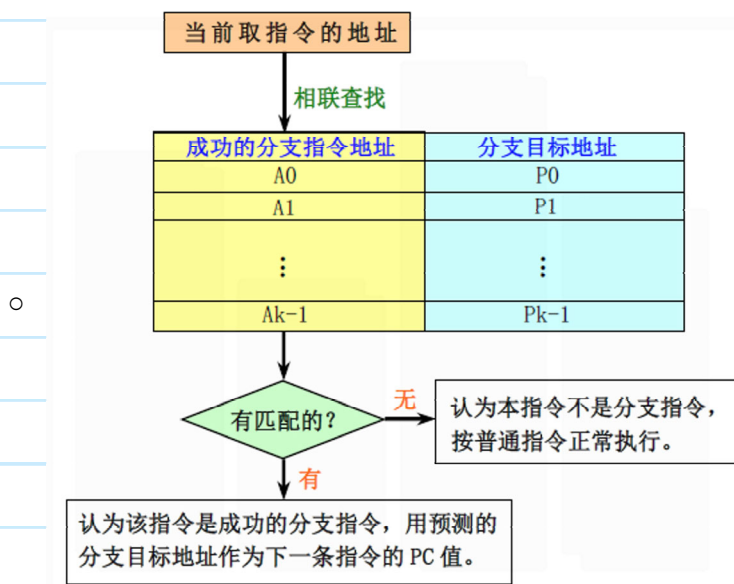 当前取指令的地址
相联查找
成功的分支指令地址 分支目标地址
A0 P0
A1 P1
⋮ ⋮
Ak-1 Pk-1
有匹配的?
无
认为本指令不是分支指令，
按普通指令正常执行。
有
认为该指令是成功的分支指令，用预测的
分支目标地址作为下一条指令的 PC 值。